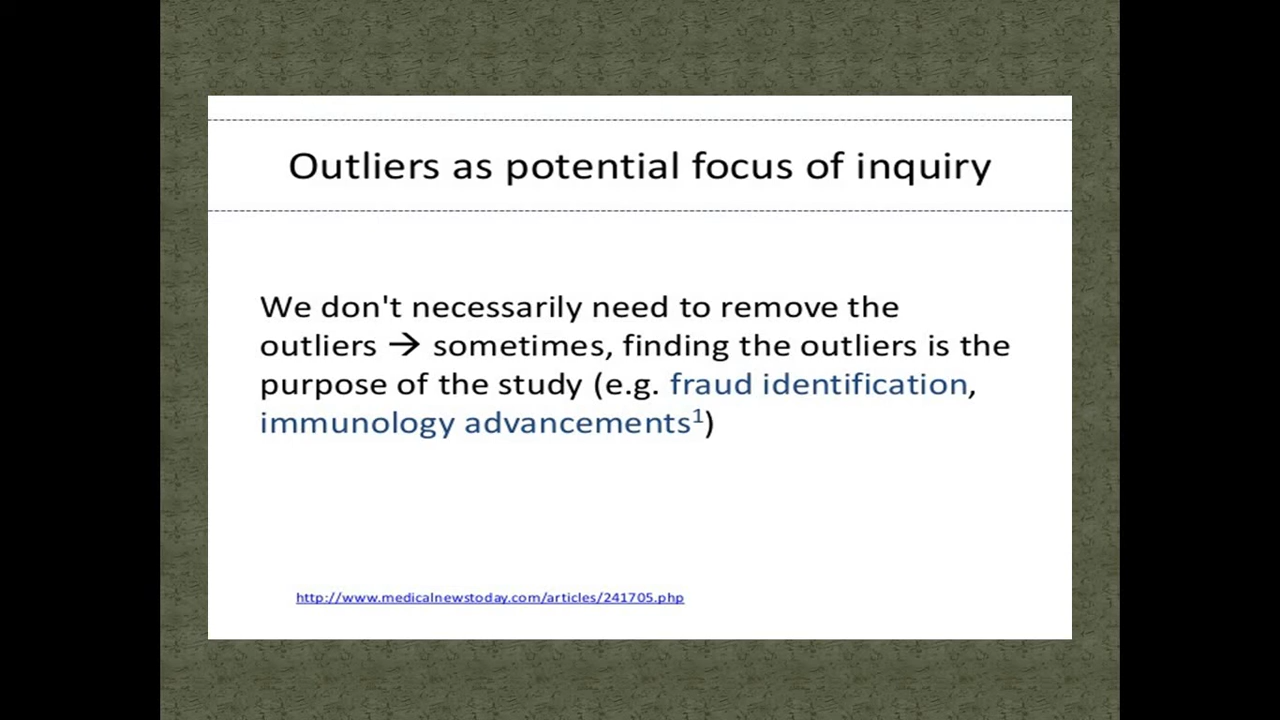 Outliers as potential focus of inquiry
We don't necessarily need to remove the
outliers → sometimes, finding the outliers is the
purpose of the study (e.g. fraud identification,
immunology advancements¹)
http://www.medicalnewstoday.com/articles/241705.php